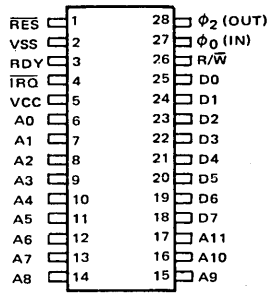 R̅E̅S̅ 1 28 ϕ2 (OUT)
VSS 2 27 ϕ0 (IN)
RDY 3 26 R/W̅
I̅R̅Q̅ 4 25 D0
VCC 5 24 D1
A0 6 23 D2
A1 7 22 D3
A2 8 21 D4
A3 9 20 D5
A4 10 19 D6
A5 11 18 D7
A6 12 17 A11
A7 13 16 A10
A8 14 15 A9